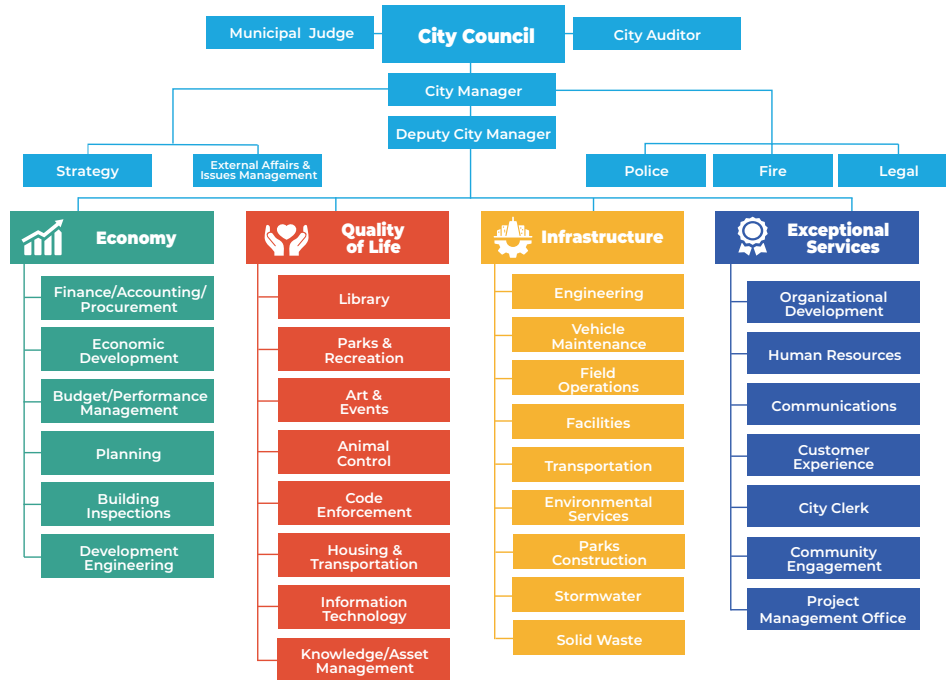 Municipal Judge
City Council
City Auditor
City Manager
Deputy City Manager
Strategy
External Affairs &
Issues Management
Police
Fire
Legal
Economy
Finance/Accounting/
Procurement
Economic
Development
Budget/Performance
Management
Planning
Building
Inspections
Development
Engineering
Quality
of Life
Library
Parks &
Recreation
Art &
Events
Animal
Control
Code
Enforcement
Housing &
Transportation
Information
Technology
Knowledge/Asset
Management
Infrastructure
Engineering
Vehicle
Maintenance
Field
Operations
Facilities
Transportation
Environmental
Services
Parks
Construction
Stormwater
Solid Waste
Exceptional
Services
Organizational
Development
Human Resources
Communications
Customer
Experience
City Clerk
Community
Engagement
Project
Management Office